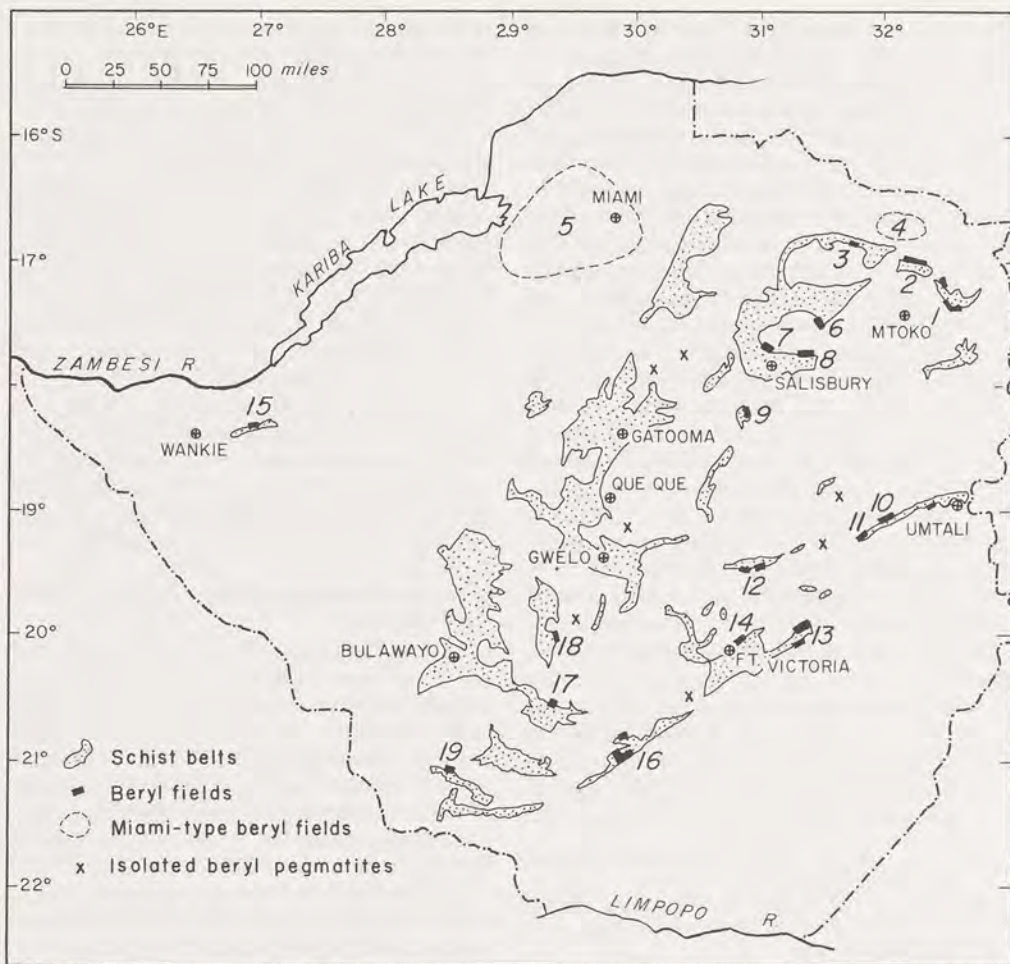 26°E 27° 28° 29° 30° 31° 32°
0 25 50 75 100 miles
16°S
MIAMI
5
4
KARIBA LAKE
17°
3
2
MTOKO
6
7
8
ZAMBESI R.
SALISBURY
15
WANKIE
9
GATOOMA
QUE QUE
19°
10
11
UMTALI
GWELO
12
20°
14
13
BULAWAYO
18
FT. VICTORIA
17
16
19
21°
Schist belts
Beryl fields
Miami-type beryl fields
x Isolated beryl pegmatites
22°
LIMPOPO R.